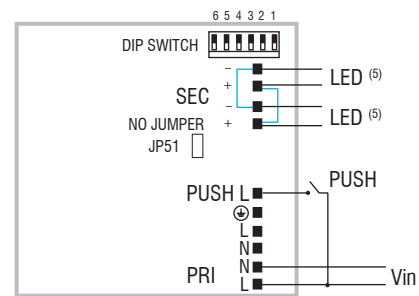 6 5 4 3 2 1
DIP SWITCH
−
LED (5)
+
SEC
−
LED (5)
NO JUMPER +
JP51
PUSH
PUSH L
L
N
N
PRI
Vin
L